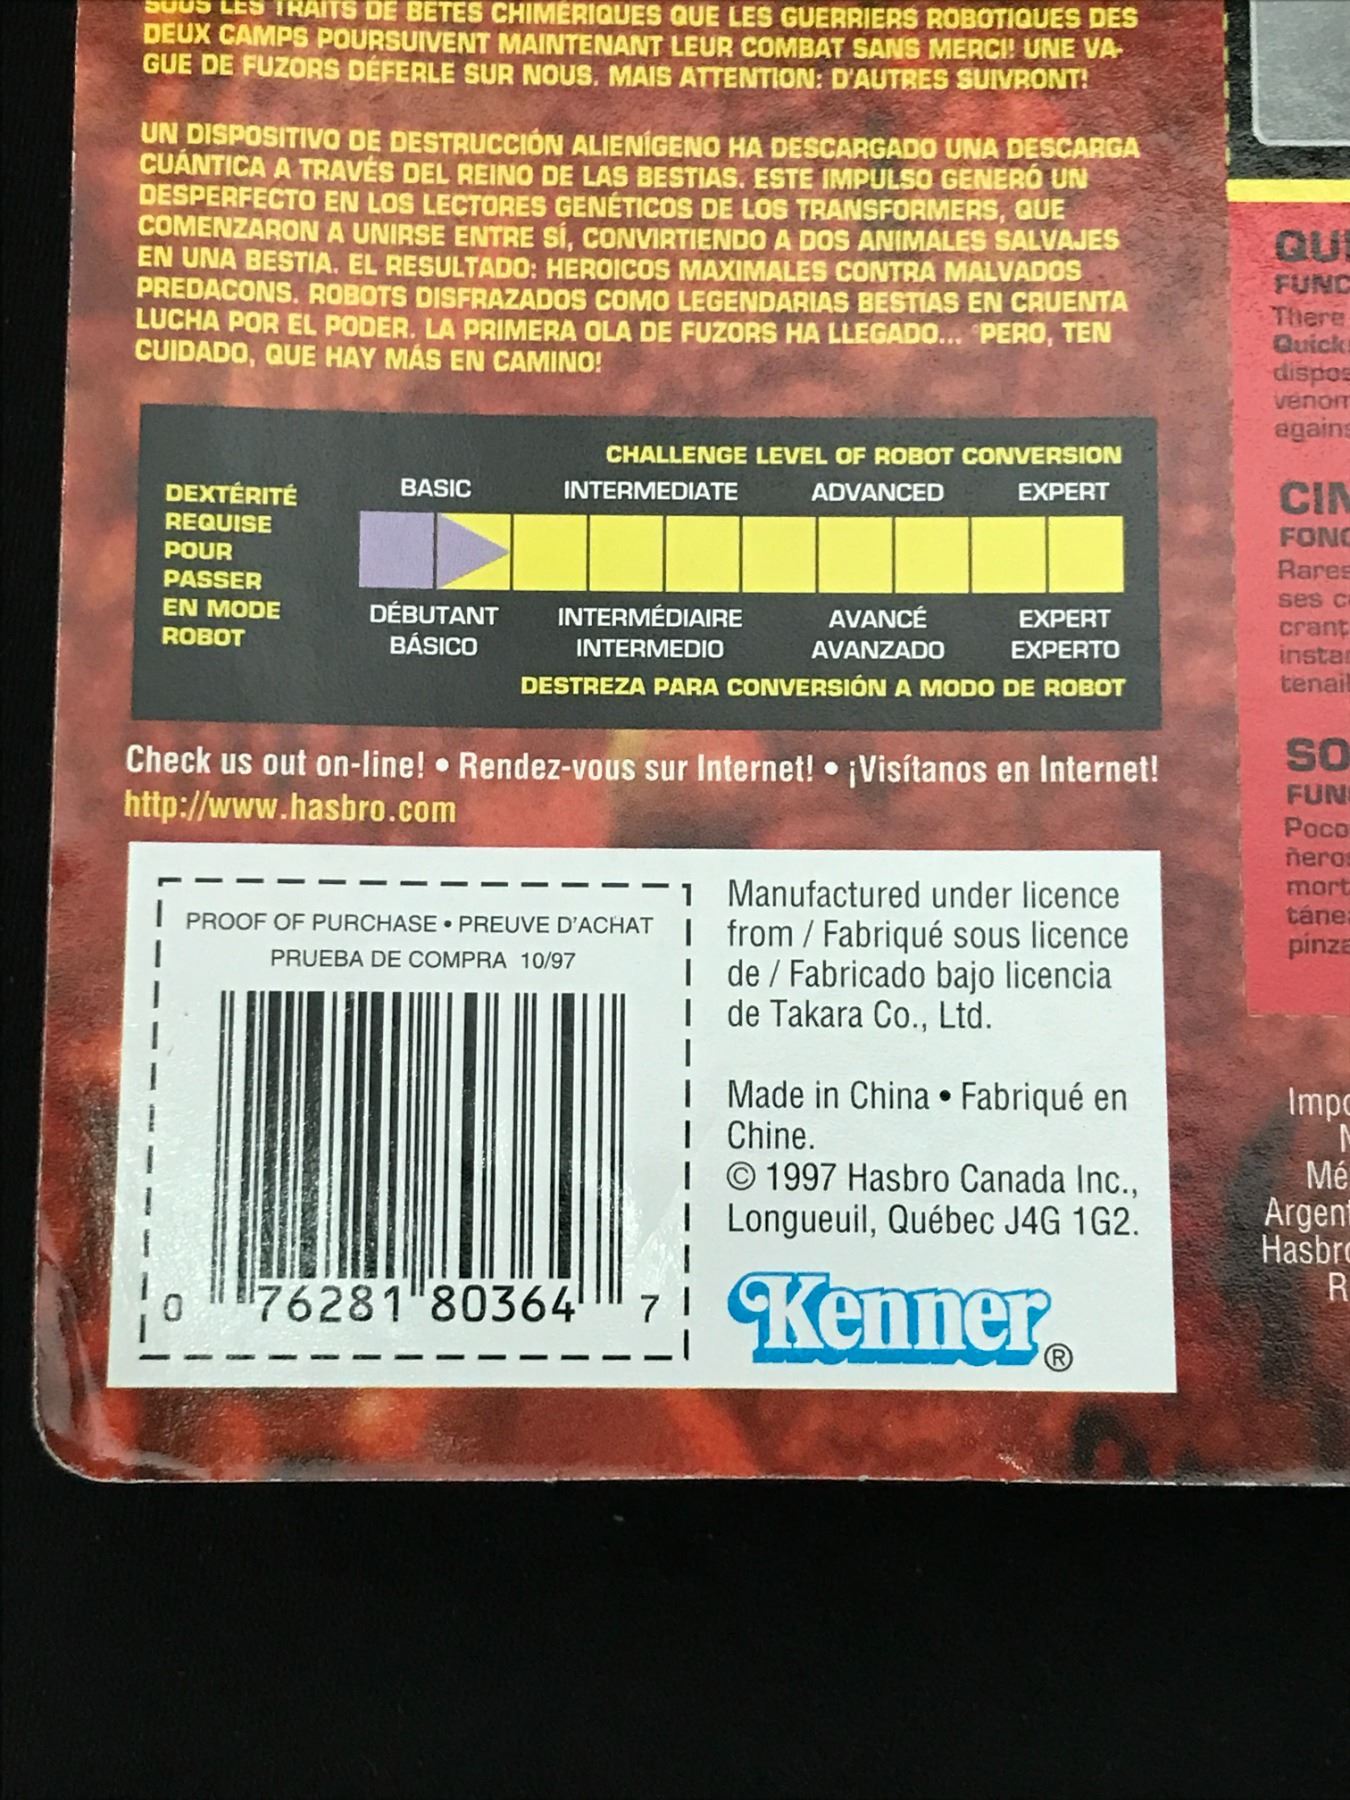 SOUS LES TRAITS DE BÊTES CHIMÉRIQUES QUE LES GUERRIERS ROBOTIQUES DES
DEUX CAMPS POURSUIVENT MAINTENANT LEUR COMBAT SANS MERCI! UNE VA-
GUE DE FUZORS DÉFERLE SUR NOUS. MAIS ATTENTION: D'AUTRES SUIVRONT!
UN DISPOSITIVO DE DESTRUCCIÓN ALIENÍGENO HA DESCARGADO UNA DESCARGA
CUÁNTICA A TRAVÉS DEL REINO DE LAS BESTIAS. ESTE IMPULSO GENERÓ UN
DESPERFECTO EN LOS LECTORES GENÉTICOS DE LOS TRANSFORMERS, QUE
COMENZARON A UNIRSE ENTRE SÍ, CONVIRTIENDO A DOS ANIMALES SALVAJES
EN UNA BESTIA. EL RESULTADO: HEROICOS MAXIMALES CONTRA MALVADOS
PREDACONS. ROBOTS DISFRAZADOS COMO LEGENDARIAS BESTIAS EN CRUENTA
LUCHA POR EL PODER. LA PRIMERA OLA DE FUZORS HA LLEGADO... PERO, TEN
CUIDADO, QUE HAY MÁS EN CAMINO!
CHALLENGE LEVEL OF ROBOT CONVERSION
DEXTÉRITÉ
REQUISE
POUR
PASSER
EN MODE
ROBOT
BASIC INTERMEDIATE ADVANCED EXPERT
DÉBUTANT INTERMÉDIAIRE AVANCÉ EXPERT
BÁSICO INTERMEDIO AVANZADO EXPERTO
DESTREZA PARA CONVERSIÓN A MODO DE ROBOT
Check us out on-line! • Rendez-vous sur Internet! • ¡Visítanos en Internet!
http://www.hasbro.com
PROOF OF PURCHASE • PREUVE D'ACHAT
PRUEBA DE COMPRA 10/97
0 76281 80364 7
Manufactured under licence
from / Fabriqué sous licence
de / Fabricado bajo licencia
de Takara Co., Ltd.
Made in China • Fabriqué en
Chine.
© 1997 Hasbro Canada Inc.,
Longueuil, Québec J4G 1G2.
Kenner®
There